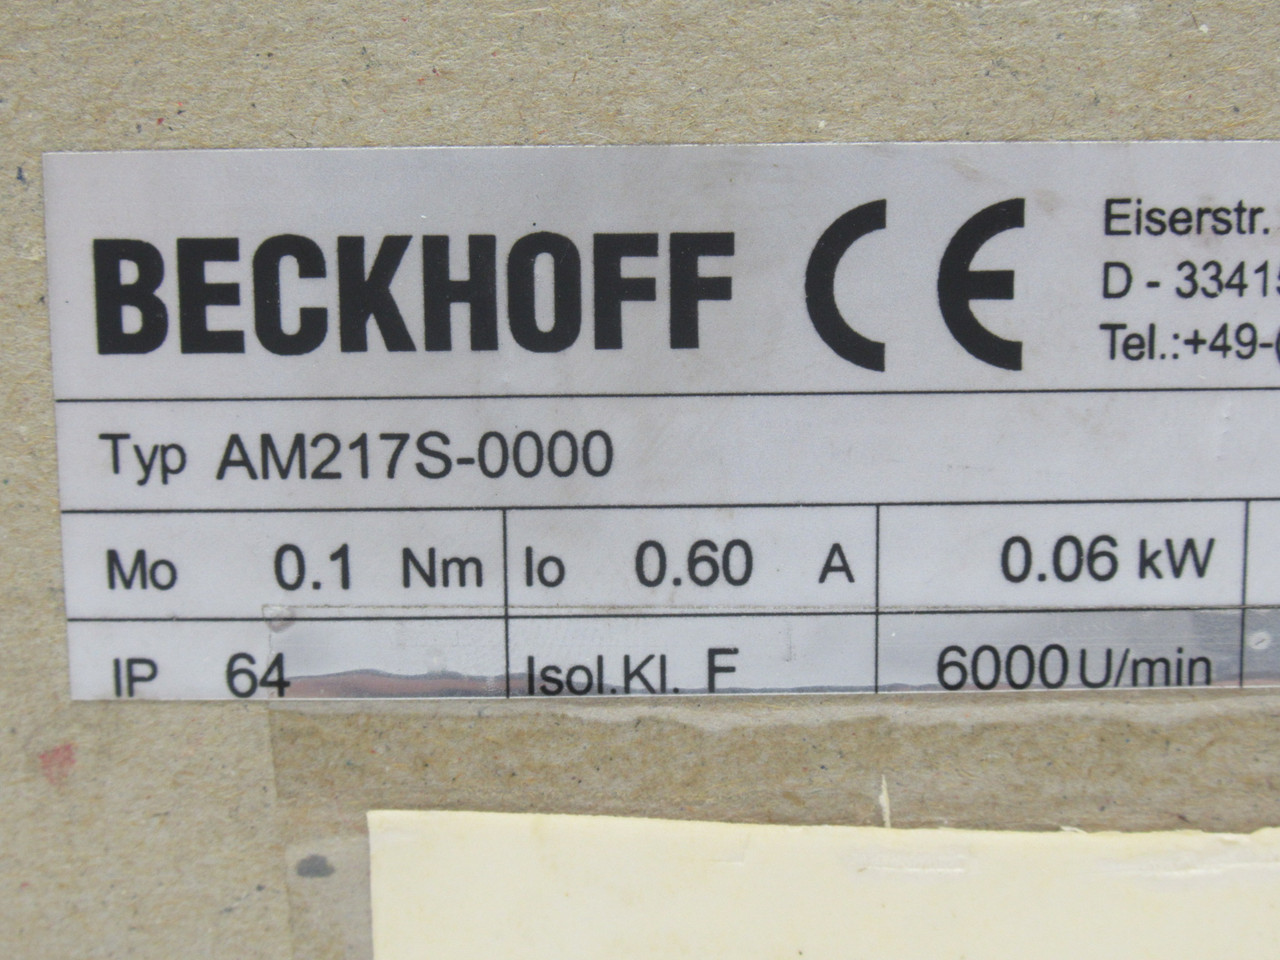 BECKHOFF CE
Eiserstr.
D - 33415
Tel.:+49-(
Typ AM217S-0000
Mo 0.1 Nm Io 0.60 A 0.06 kW
IP 64 Isol.Kl. F 6000 U/min